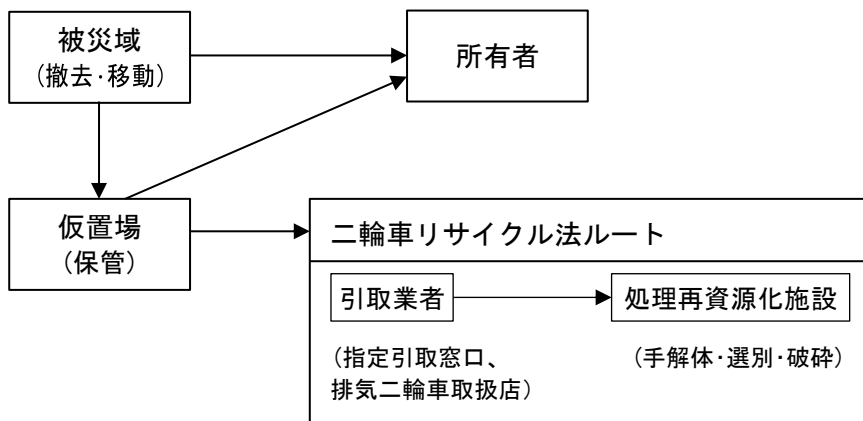 被災域
（撤去･移動）
所有者
仮置場
（保管）
二輪車リサイクル法ルート
引取業者
処理再資源化施設
（指定引取窓口、
排気二輪車取扱店）
（手解体･選別･破砕）